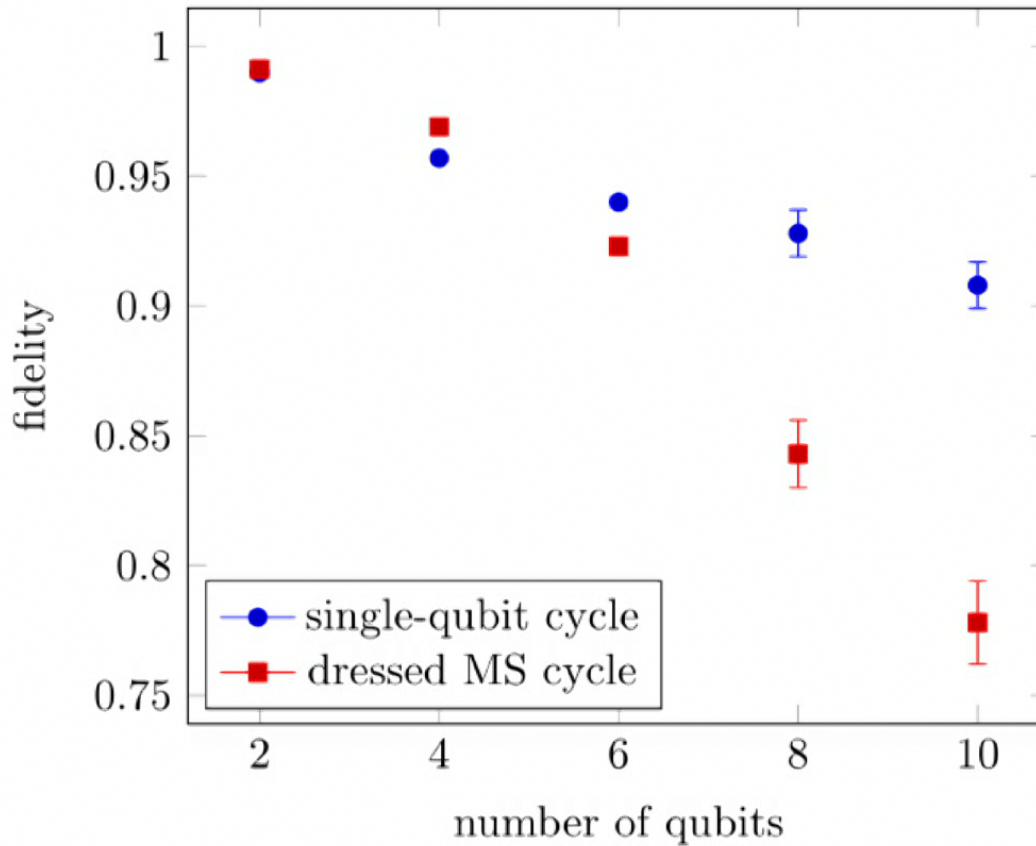 1
0.95
0.9
0.85
0.8
0.75
fidelity
single-qubit cycle
dressed MS cycle
2 4 6 8 10
number of qubits